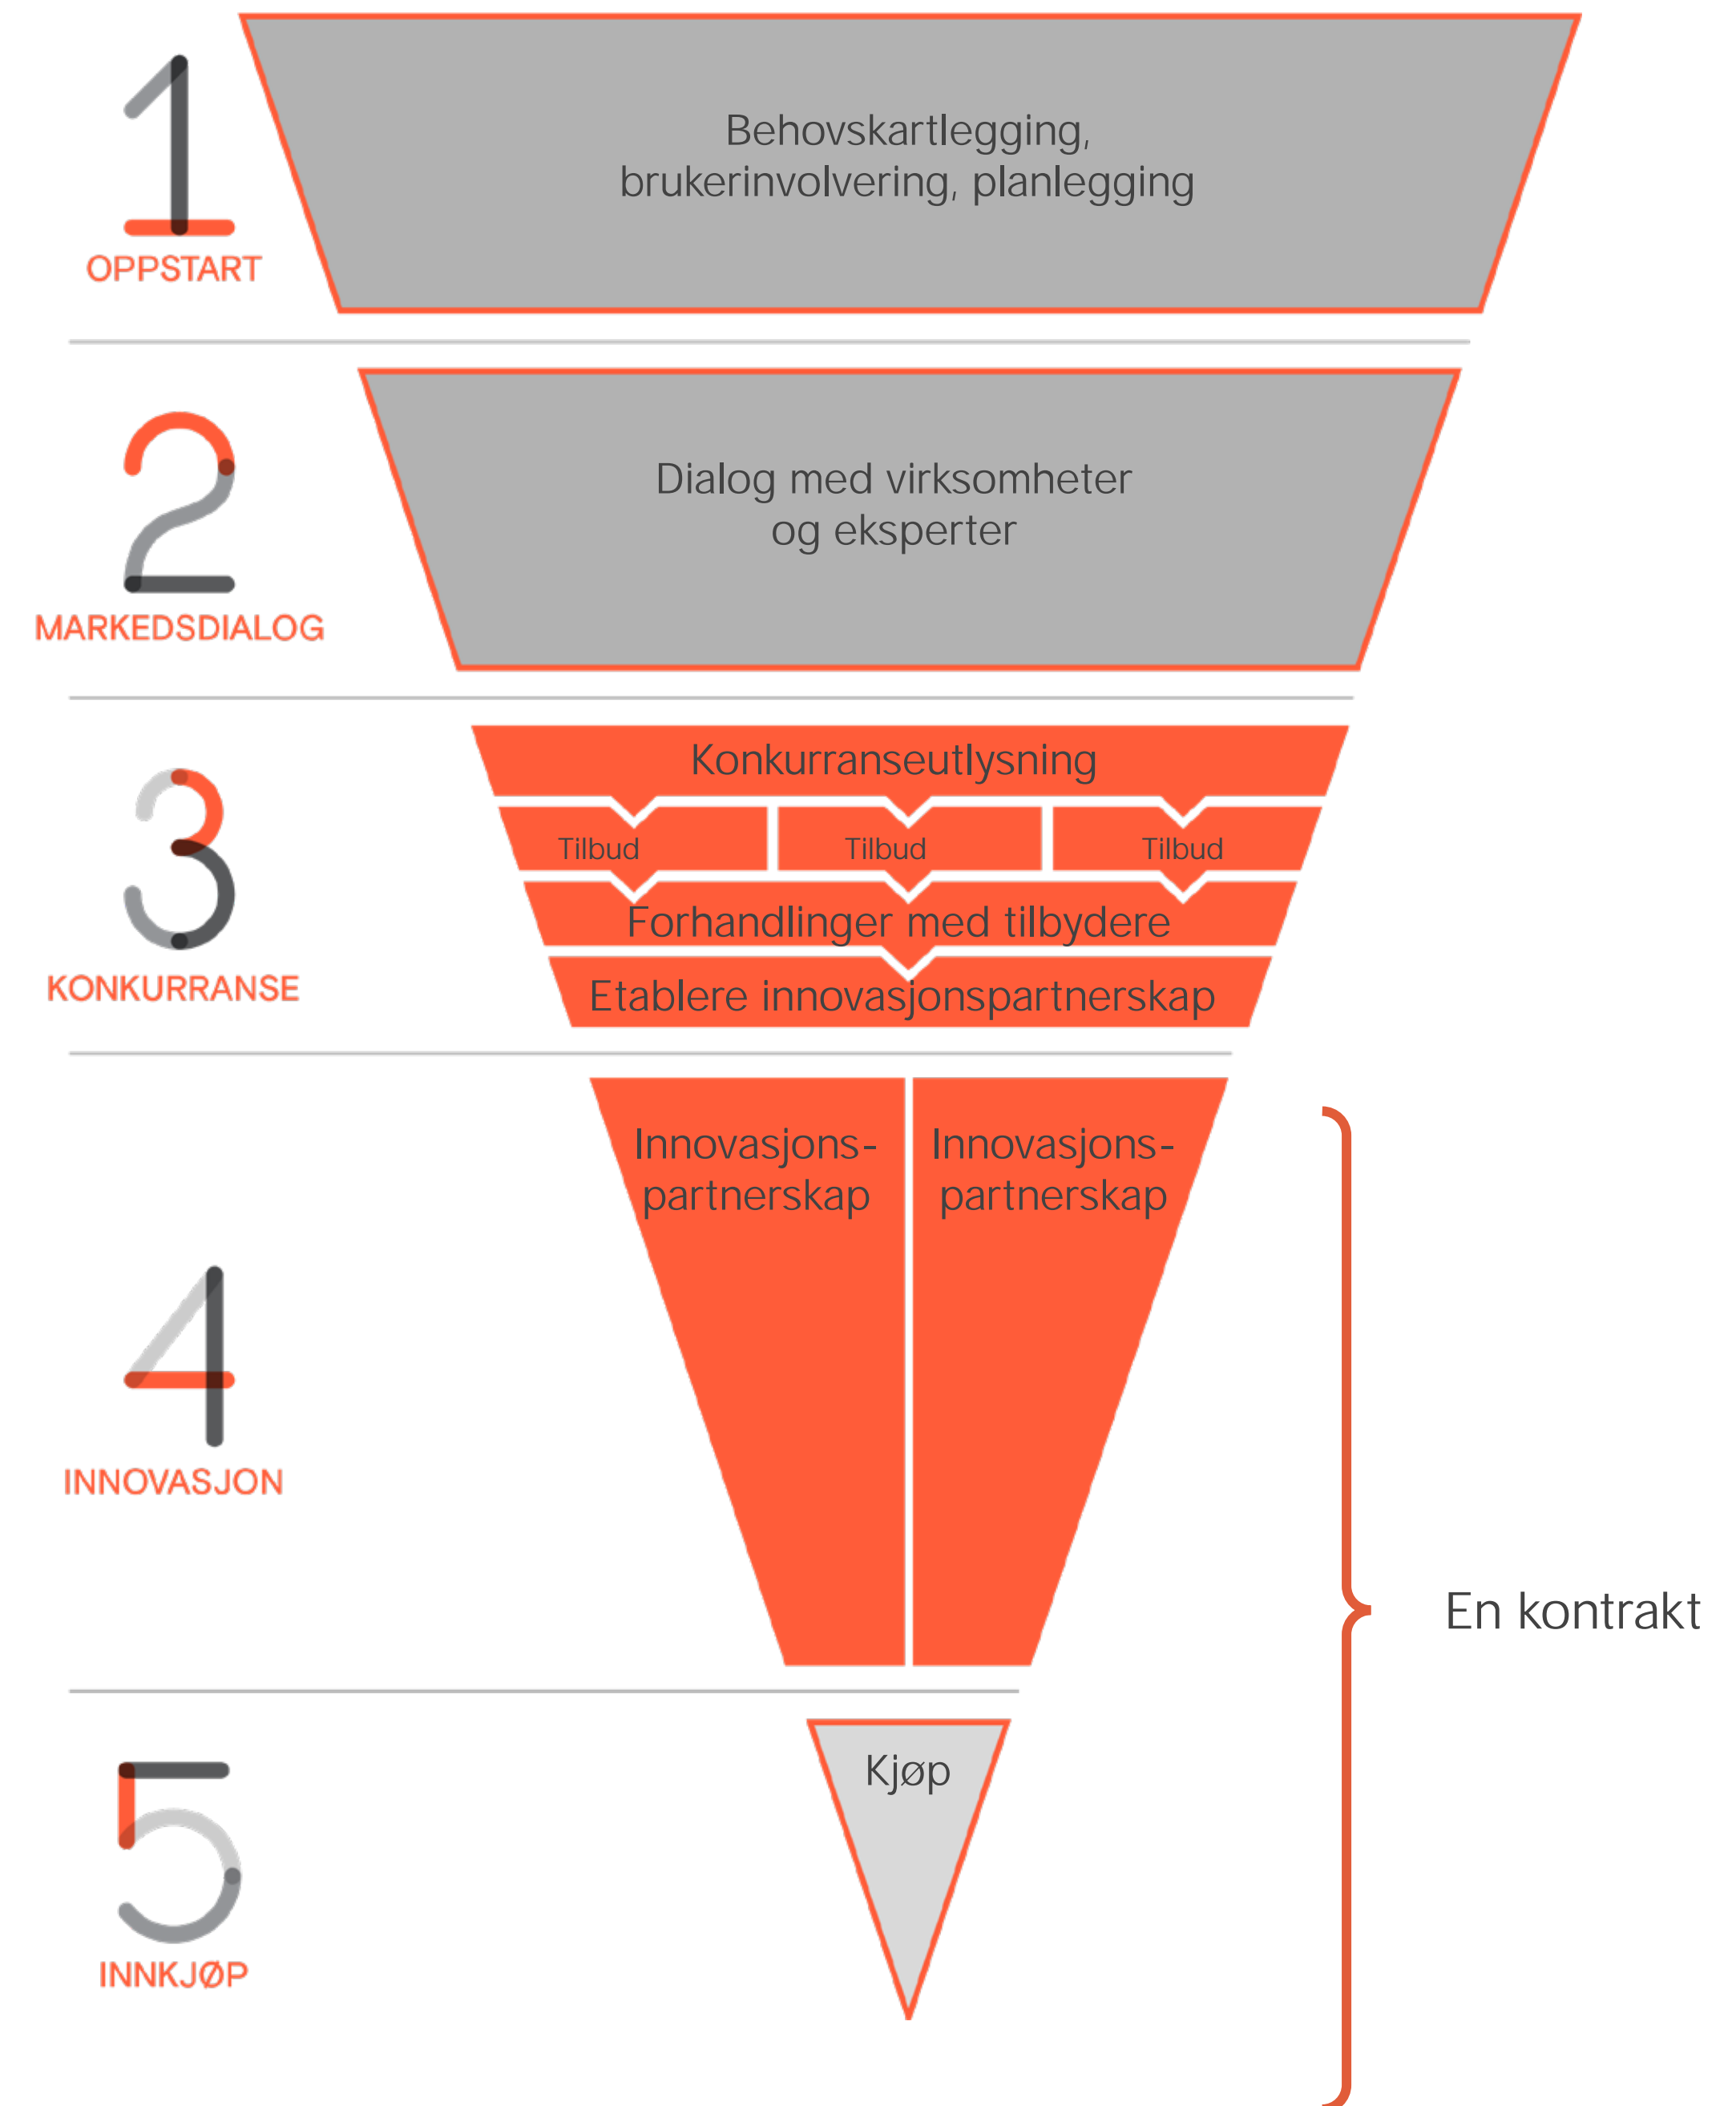 1
OPPSTART
Behovskartlegging,
brukerinvolvering, planlegging
2
MARKEDSDIALOG
Dialog med virksomheter
og eksperter
3
KONKURRANSE
Konkurranseutlysning
Tilbud
Tilbud
Tilbud
Forhandlinger med tilbydere
Etablere innovasjonspartnerskap
4
INNOVASJON
Innovasjons-
partnerskap
Innovasjons-
partnerskap
En kontrakt
5
INNKJØP
Kjøp